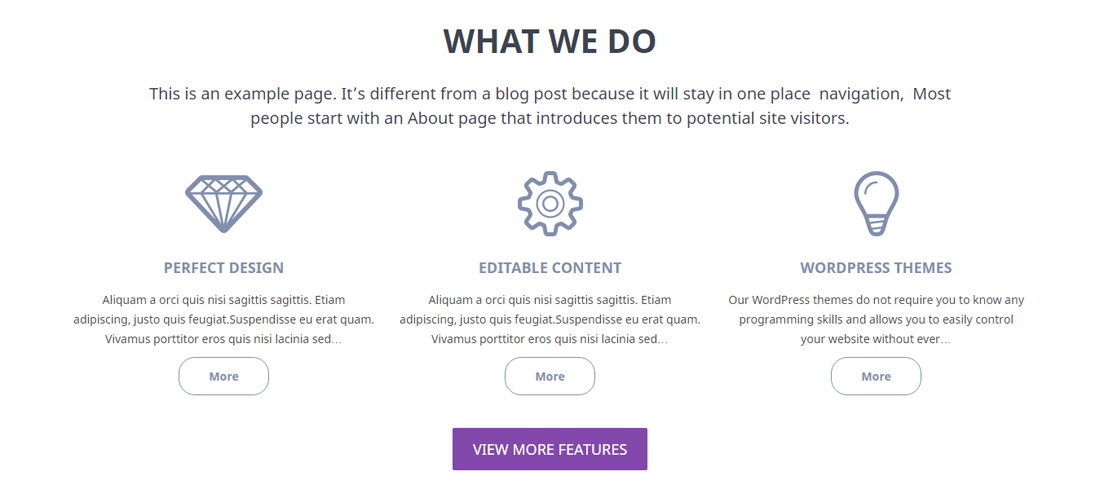 WHAT WE DO
This is an example page. It’s different from a blog post because it will stay in one place  navigation,  Most
people start with an About page that introduces them to potential site visitors.
PERFECT DESIGN
Aliquam a orci quis nisi sagittis sagittis. Etiam
adipiscing, justo quis feugiat.Suspendisse eu erat quam.
Vivamus porttitor eros quis nisi lacinia sed…
More
EDITABLE CONTENT
Aliquam a orci quis nisi sagittis sagittis. Etiam
adipiscing, justo quis feugiat.Suspendisse eu erat quam.
Vivamus porttitor eros quis nisi lacinia sed…
More
WORDPRESS THEMES
Our WordPress themes do not require you to know any
programming skills and allows you to easily control
your website without ever…
More
VIEW MORE FEATURES